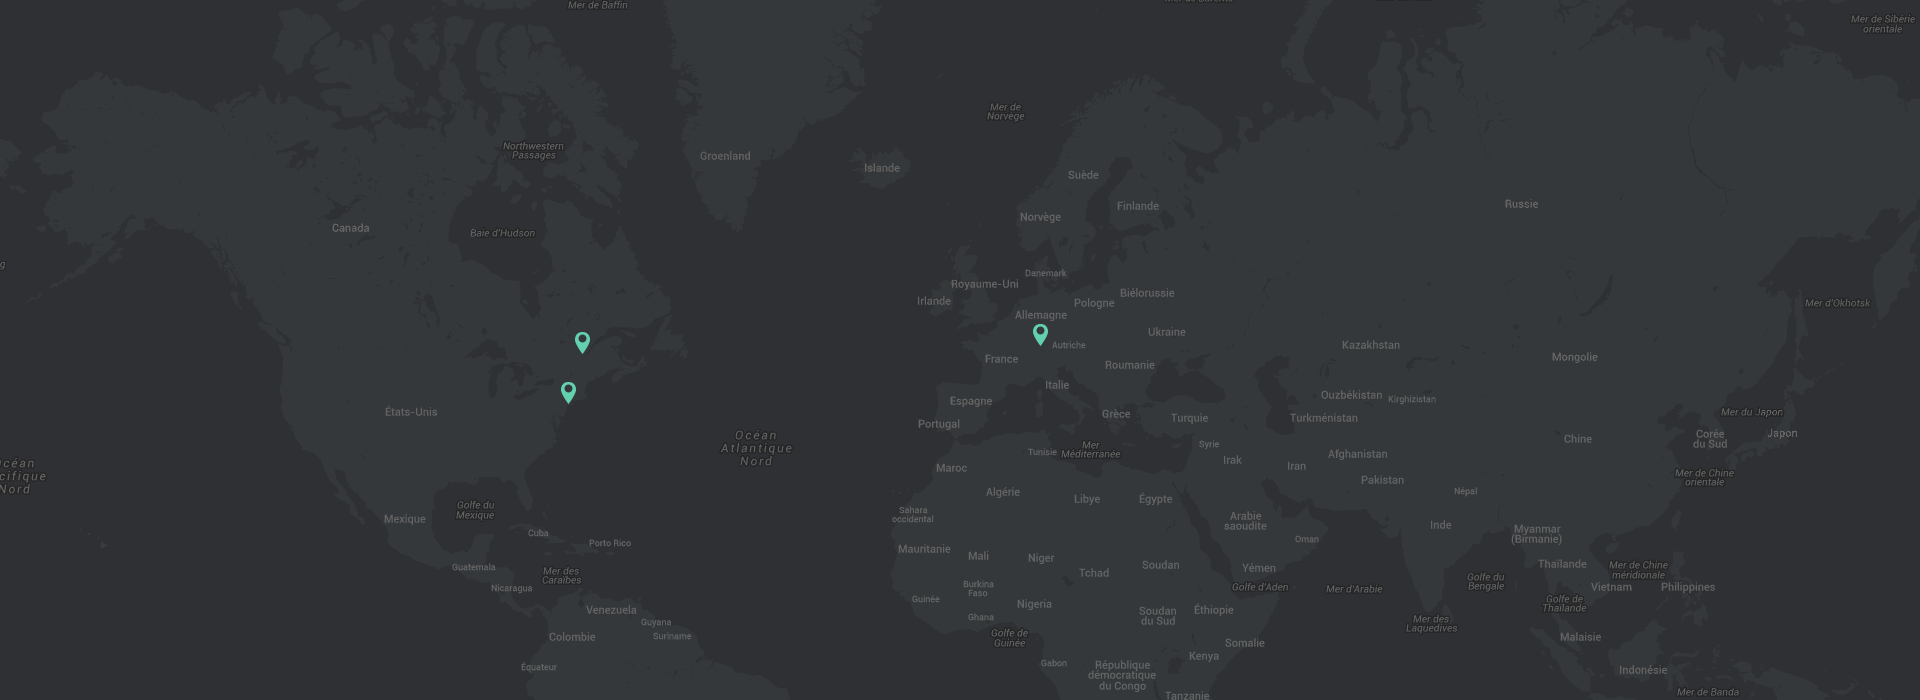 Mer de Baffin
Mer de Sibérie
orientale
Mer de
Norvège
Northwestern
Passages
Groenland
Islande
Suède
Finlande
Norvège
Russie
Canada
Baie d'Hudson
Danemark
Royaume-Uni
Irlande
Biélorussie
Pologne
Allemagne
Mer d'Okhotsk
Ukraine
Autriche
Kazakhstan
France
Mongolie
Roumanie
Italie
Ouzbékistan
Kirghizistan
Espagne
États-Unis
Grèce
Turquie
Turkménistan
Mer du Japon
Portugal
Océan
Atlantique
Nord
Corée
du Sud
Japon
Chine
Syrie
Mer
Méditerranée
Tunisie
Afghanistan
Irak
Iran
Maroc
océan
cifique
Nord
Mer de Chine
orientale
Pakistan
Algérie
Libye
Égypte
Népal
Golfe du
Mexique
Mexique
Sahara
occidental
Arabie
saoudite
Inde
Myanmar
(Birmanie)
Cuba
Porto Rico
Oman
Mauritanie
Mali
Niger
Tchad
Soudan
Yémen
Thaïlande
Mer de Chine
méridionale
Guatemala
Mer des
Caraïbes
Nicaragua
Burkina
Faso
Golfe d'Aden
Mer d'Arabie
Golfe du
Bengale
Vietnam
Philippines
Guinée
Nigeria
Golfe de
Thaïlande
Venezuela
Ghana
Soudan
du Sud
Éthiopie
Guyana
Suriname
Mer des
Laquedives
Colombie
Golfe de
Guinée
Somalie
Malaisie
Kenya
Équateur
Gabon
République
démocratique
du Congo
Indonésie
Tanzanie
Mer de Banda